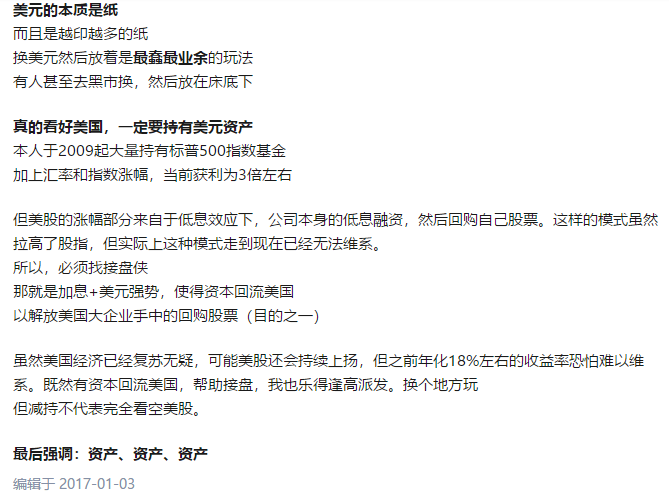 美元的本质是纸
而且是越印越多的纸
换美元然后放着是最蠢最业余的玩法
有人甚至去黑市换，然后放在床底下
真的看好美国，一定要持有美元资产
本人于2009起大量持有标普500指数基金
加上汇率和指数涨幅，当前获利为3倍左右
但美股的涨幅部分来自于低息效应下，公司本身的低息融资，然后回购自己股票。这样的模式虽然
拉高了股指，但实际上这种模式走到现在已经无法维系。
所以，必须找接盘侠
那就是加息+美元强势，使得资本回流美国
以解放美国大企业手中的回购股票（目的之一）
虽然美国经济已经复苏无疑，可能美股还会持续上扬，但之前年化18%左右的收益率恐怕难以维
系。既然有资本回流美国，帮助接盘，我也乐得逢高派发。换个地方玩
但减持不代表完全看空美股。
最后强调：资产、资产、资产
编辑于 2017-01-03